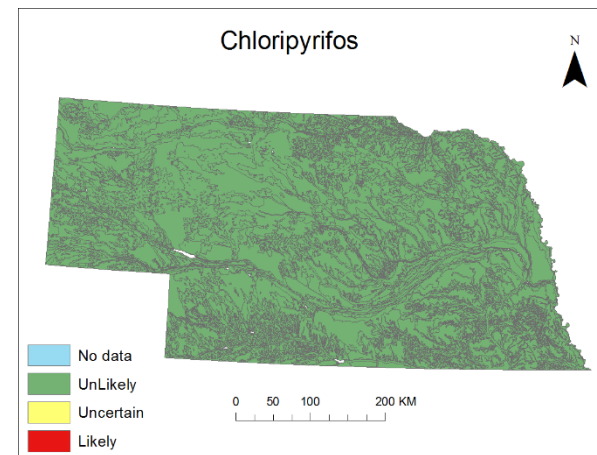 Chloripyrifos
N
No data
UnLikely
Uncertain
Likely
0 50 100 200 KM